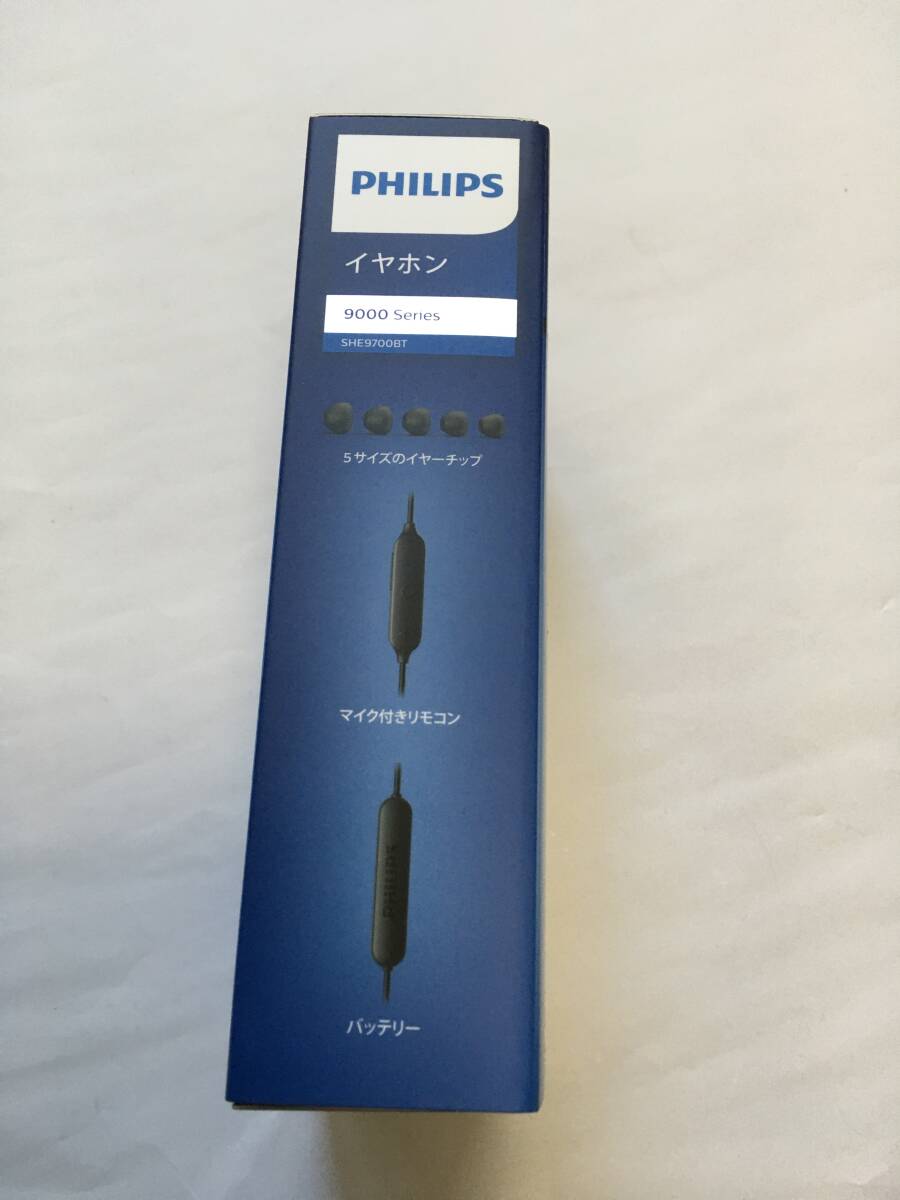 PHILIPS
イヤホン
9000 Series
SHE9700BT
5サイズのイヤーチップ
マイク付きリモコン
PHILIPS
バッテリー